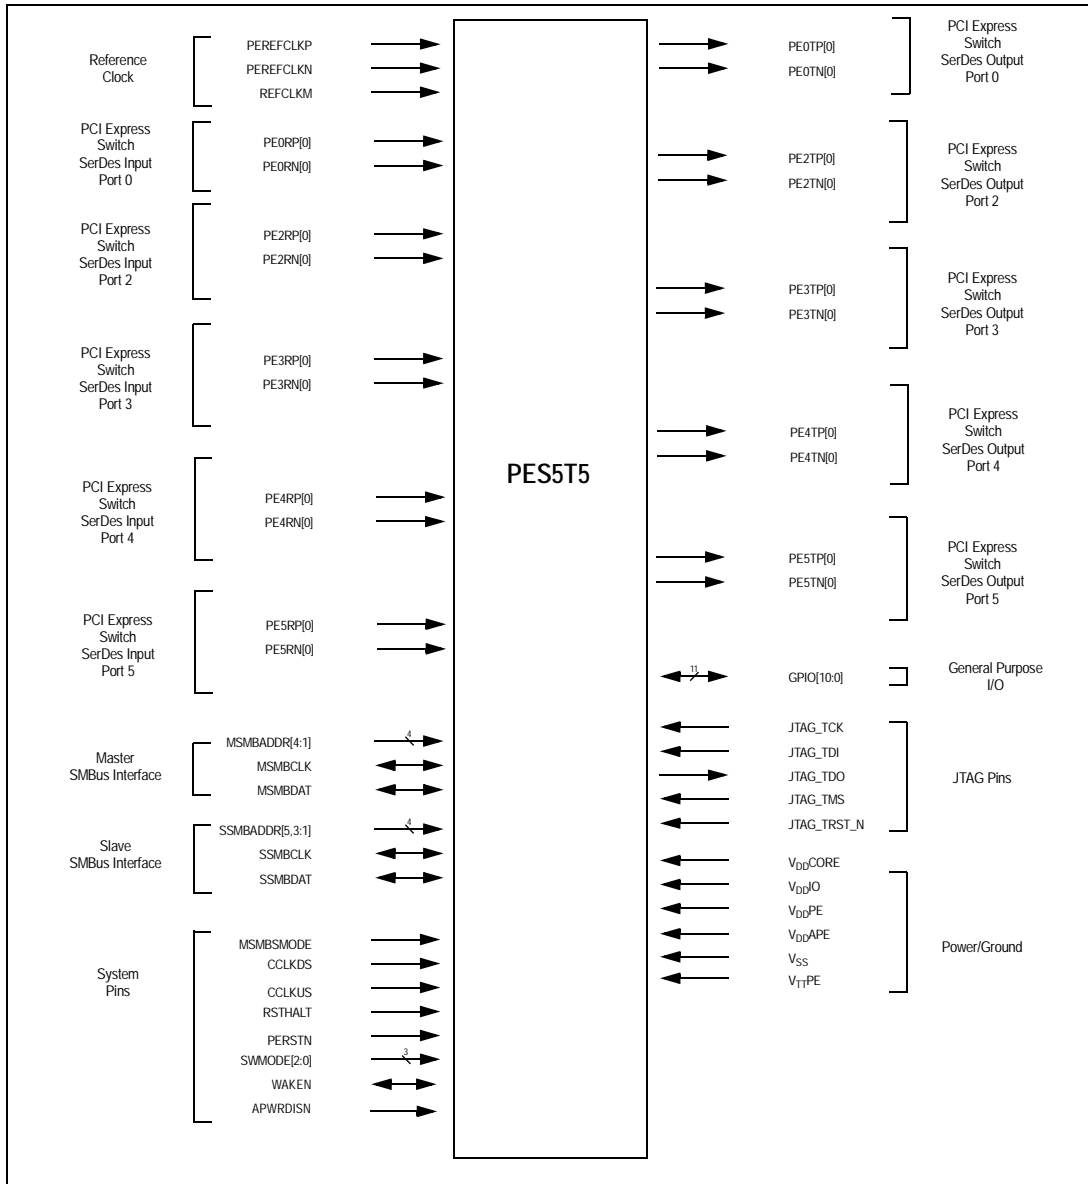 Reference
Clock
PEREFCLKP
PEREFCLKN
REFCLKM
PCI Express
Switch
SerDes Input
Port 0
PE0RP[0]
PE0RN[0]
PCI Express
Switch
SerDes Input
Port 2
PE2RP[0]
PE2RN[0]
PCI Express
Switch
SerDes Input
Port 3
PE3RP[0]
PE3RN[0]
PCI Express
Switch
SerDes Input
Port 4
PE4RP[0]
PE4RN[0]
PCI Express
Switch
SerDes Input
Port 5
PE5RP[0]
PE5RN[0]
Master
SMBus Interface
MSMBADDR[4:1]
4
MSMBCLK
MSMBDAT
Slave
SMBus Interface
SSMBADDR[5,3:1]
4
SSMBCLK
SSMBDAT
System
Pins
MSMBSMODE
CCLKDS
CCLKUS
RSTHALT
PERSTN
SWMODE[2:0]
3
WAKEN
APWRDISN
PES5T5
PE0TP[0]
PE0TN[0]
PCI Express
Switch
SerDes Output
Port 0
PE2TP[0]
PE2TN[0]
PCI Express
Switch
SerDes Output
Port 2
PE3TP[0]
PE3TN[0]
PCI Express
Switch
SerDes Output
Port 3
PE4TP[0]
PE4TN[0]
PCI Express
Switch
SerDes Output
Port 4
PE5TP[0]
PE5TN[0]
PCI Express
Switch
SerDes Output
Port 5
11
GPIO[10:0]
General Purpose
I/O
JTAG_TCK
JTAG_TDI
JTAG_TDO
JTAG_TMS
JTAG_TRST_N
JTAG Pins
VDDCORE
VDDIO
VDDPE
VDDAPE
VSS
VTTPE
Power/Ground